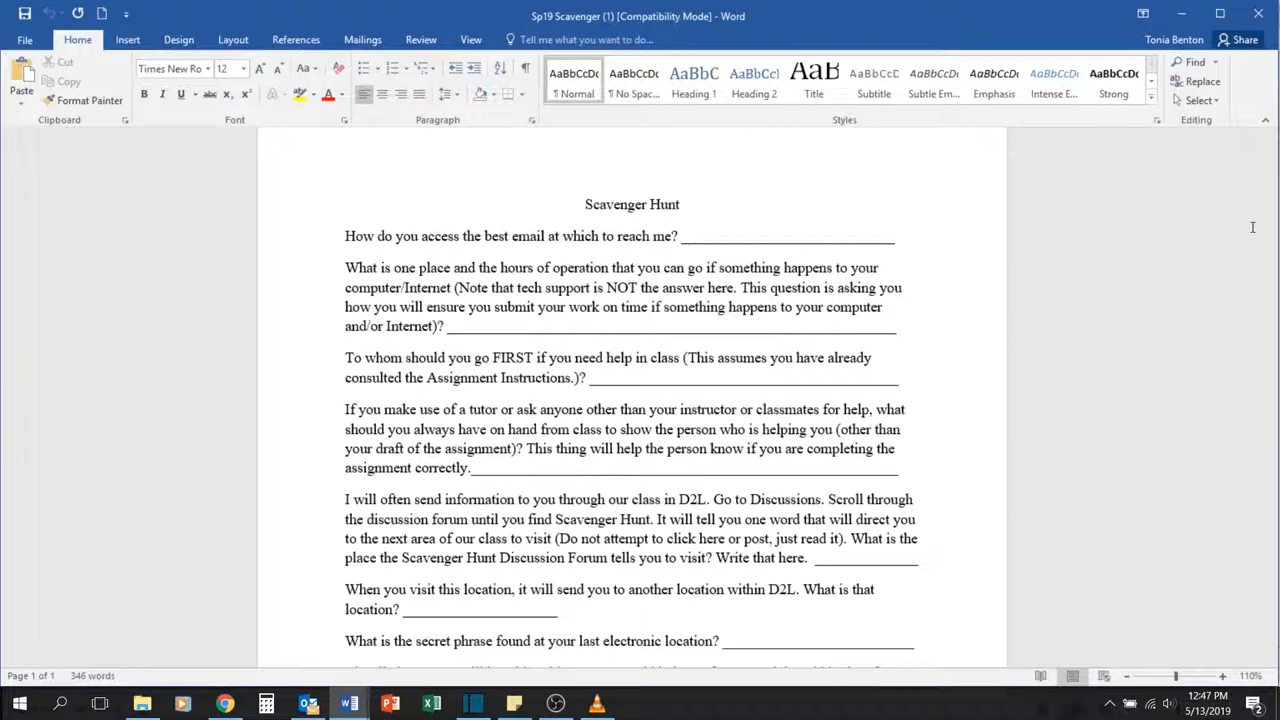 Sp19 Scavenger (1) [Compatibility Mode] - Word
File Home Insert Design Layout References Mailings Review View Tell me what you want to do... Tonia Benton Share
Paste
Cut
Copy
Format Painter
Clipboard
Times New Ro 12
Font
Paragraph
AaBbCcDc AaBbCcDc AaBbC AaBbCcl AaB AaBbCcD AaBbCcDc AaBbCcDc AaBbCcDc AaBbCcDc
¶ Normal ¶ No Spac... Heading 1 Heading 2 Title Subtitle Subtle Em... Emphasis Intense E... Strong
Styles
Find
Replace
Select
Editing
Scavenger Hunt
How do you access the best email at which to reach me? ____________________
What is one place and the hours of operation that you can go if something happens to your
computer/Internet (Note that tech support is NOT the answer here. This question is asking you
how you will ensure you submit your work on time if something happens to your computer
and/or Internet)? ____________________
To whom should you go FIRST if you need help in class (This assumes you have already
consulted the Assignment Instructions.)? ____________________
If you make use of a tutor or ask anyone other than your instructor or classmates for help, what
should you always have on hand from class to show the person who is helping you (other than
your draft of the assignment)? This thing will help the person know if you are completing the
assignment correctly.____________________
I will often send information to you through our class in D2L. Go to Discussions. Scroll through
the discussion forum until you find Scavenger Hunt. It will tell you one word that will direct you
to the next area of our class to visit (Do not attempt to click here or post, just read it). What is the
place the Scavenger Hunt Discussion Forum tells you to visit? Write that here. __________
When you visit this location, it will send you to another location within D2L. What is that
location? ______________
What is the secret phrase found at your last electronic location? __________________
Page 1 of 1 346 words 110%
12:47 PM
5/13/2019